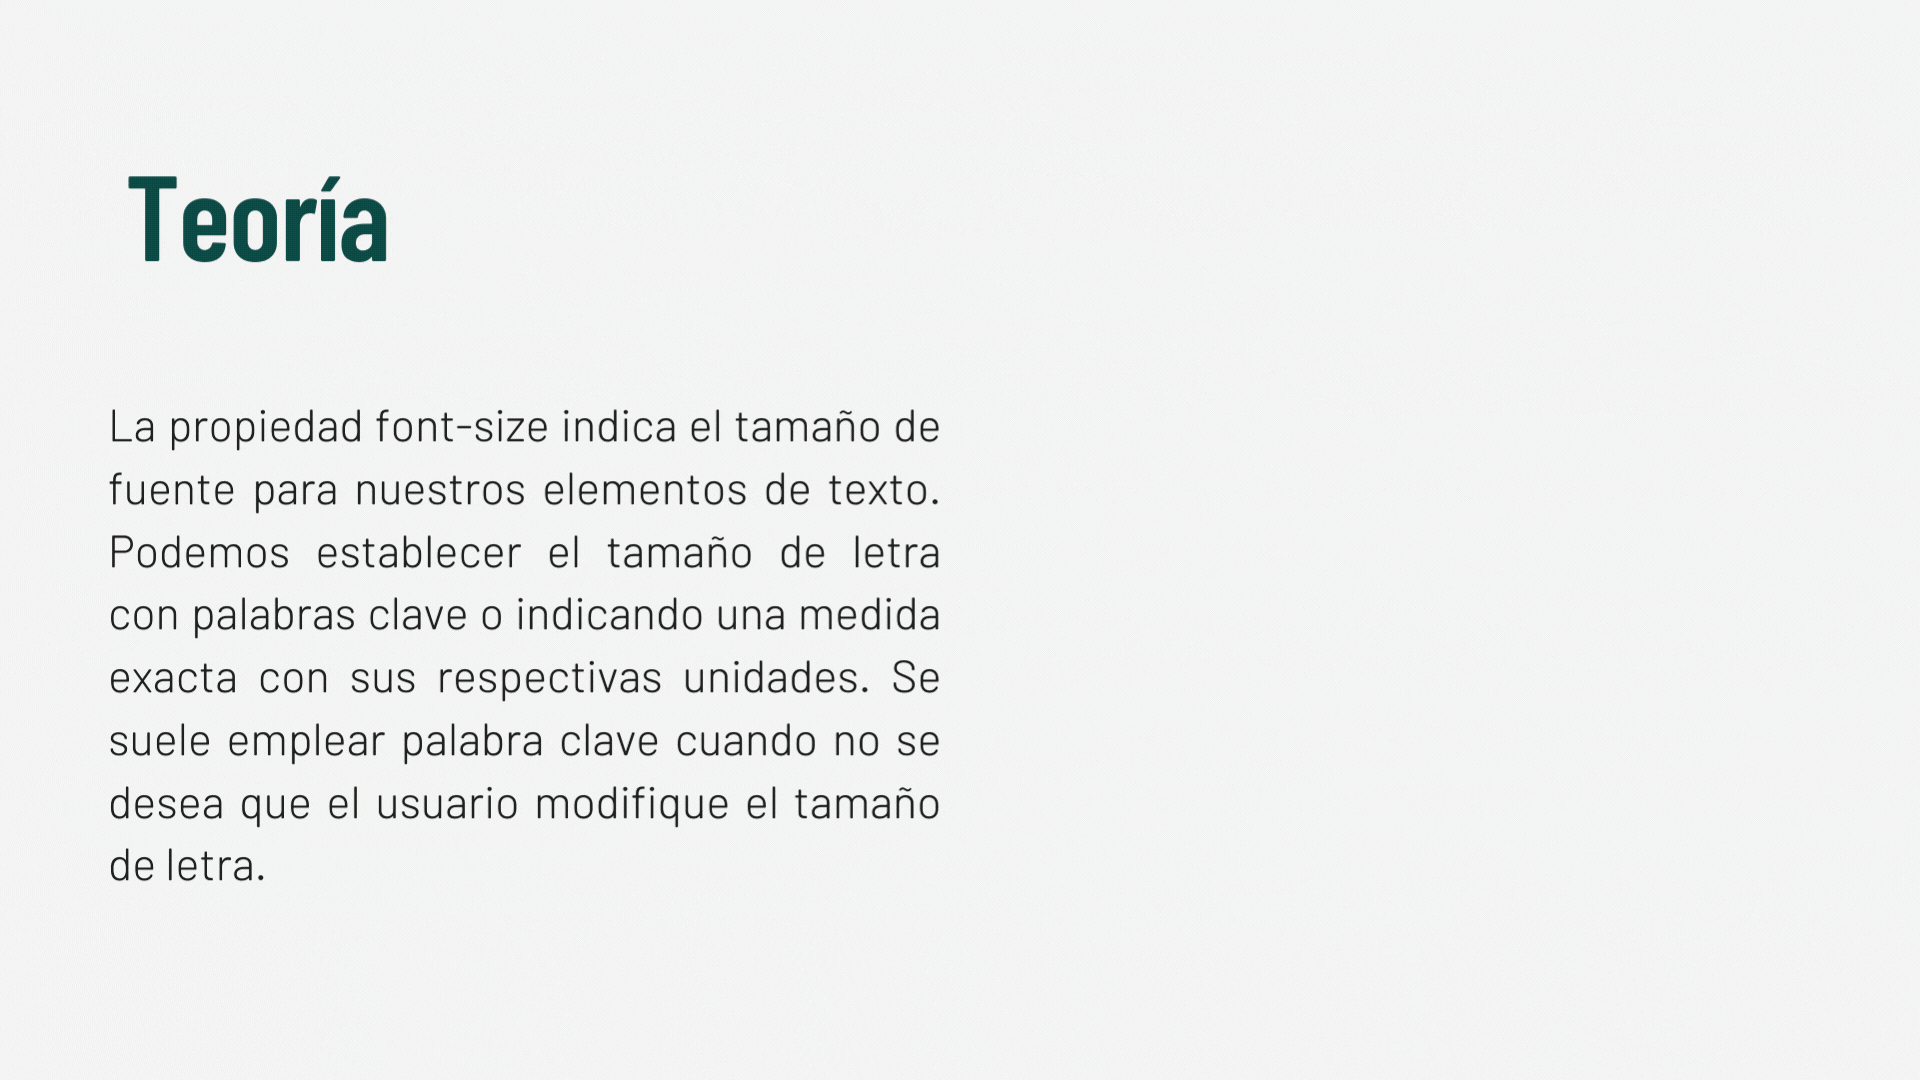 Teoría
La propiedad font-size indica el tamaño de
fuente para nuestros elementos de texto.
Podemos establecer el tamaño de letra
con palabras clave o indicando una medida
exacta con sus respectivas unidades. Se
suele emplear palabra clave cuando no se
desea que el usuario modifique el tamaño
de letra.